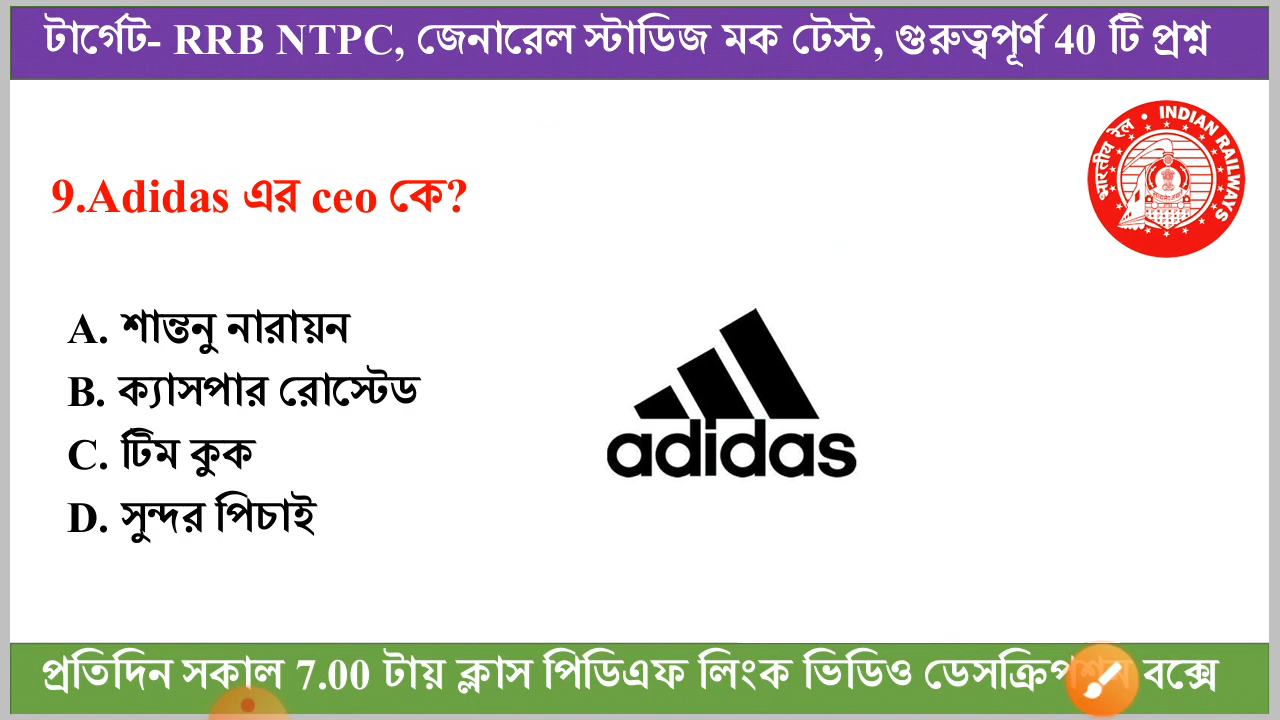 টার্গেট- RRB NTPC, জেনারেল স্টাডিজ মক টেস্ট, গুরুত্বপূর্ণ 40 টি প্রশ্ন
भारतीय रेल • INDIAN RAILWAYS
9.Adidas এর ceo কে?
A. শান্তনু নারায়ন
B. ক্যাসপার রোস্টেড
C. টিম কুক
D. সুন্দর পিচাই
adidas
প্রতিদিন সকাল 7.00 টায় ক্লাস পিডিএফ লিংক ভিডিও ডেসক্রিপশন বক্সে